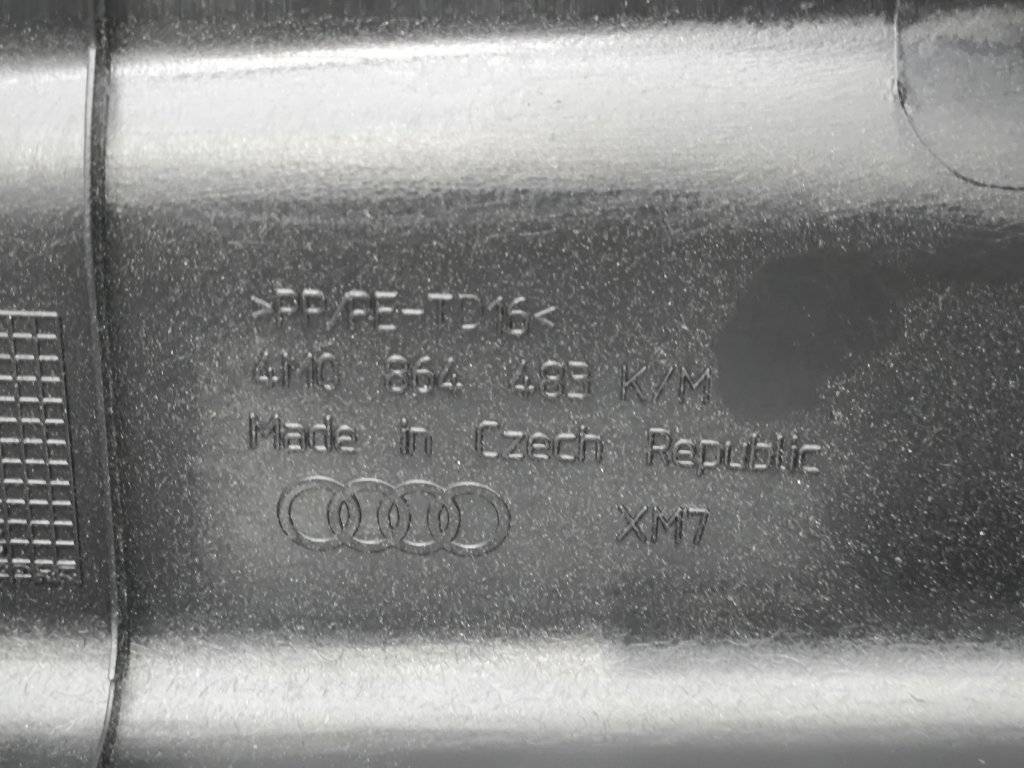 >PP/PE-TD16<
4M0 864 483 K/M
Made in Czech Republic
XM7